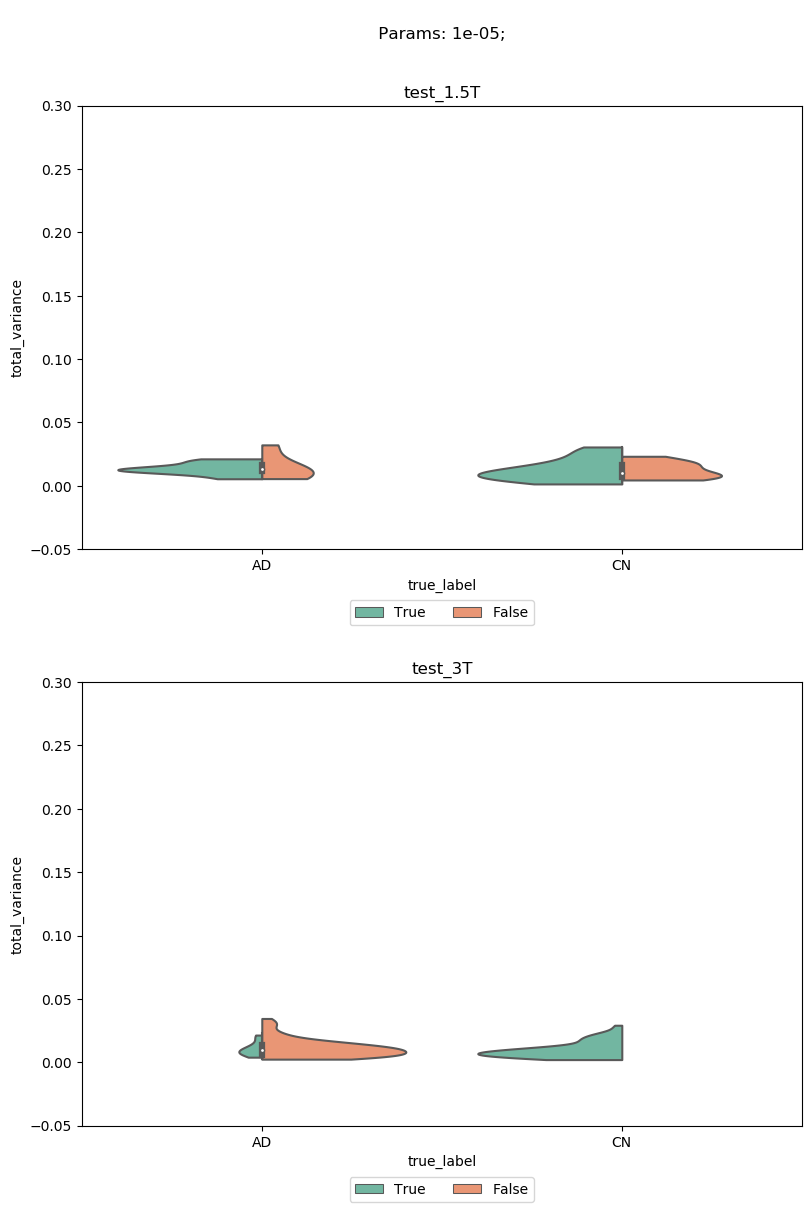 Params: 1e-05;
test_1.5T
0.30
0.25
0.20
0.15
0.10
0.05
0.00
−0.05
total_variance
AD CN
true_label
True False
test_3T
0.30
0.25
0.20
0.15
0.10
0.05
0.00
−0.05
total_variance
AD CN
true_label
True False